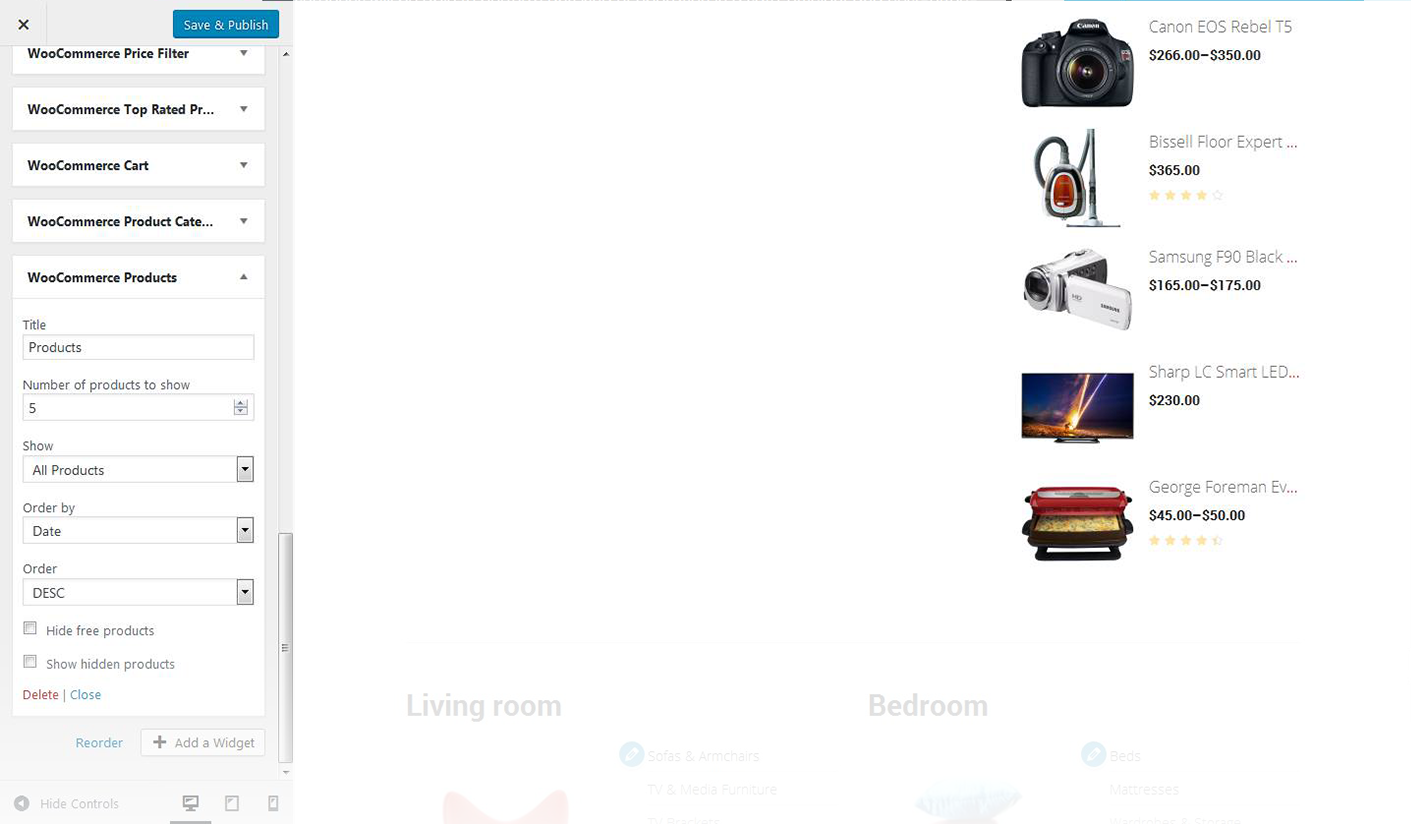 Save & Publish
WooCommerce Price Filter
WooCommerce Top Rated Pr...
WooCommerce Cart
WooCommerce Product Cate...
WooCommerce Products
Title
Products
Number of products to show
5
Show
All Products
Order by
Date
Order
DESC
Hide free products
Show hidden products
Delete | Close
Reorder
Add a Widget
Hide Controls
Canon
Canon EOS Rebel T5
$266.00–$350.00
Bissell Floor Expert ...
$365.00
Samsung F90 Black ...
$165.00–$175.00
HD
SAMSUNG
Sharp LC Smart LED...
$230.00
George Foreman Ev...
$45.00–$50.00
Living room
Sofas & Armchairs
TV & Media Furniture
TV Brackets
Bedroom
Beds
Mattresses
Wardrobes & Storage